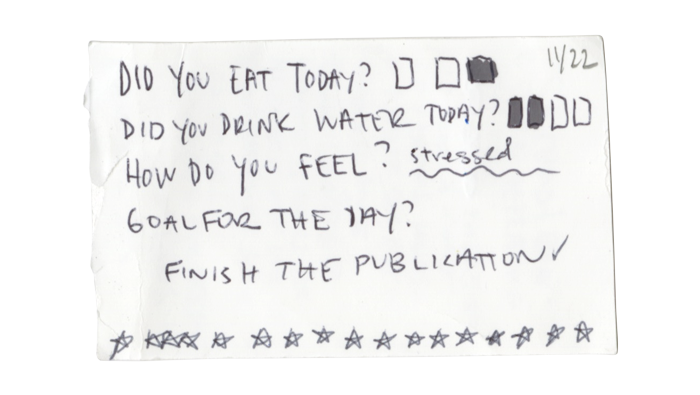 11/22
DID YOU EAT TODAY?
DID YOU DRINK WATER TODAY?
HOW DO YOU FEEL? stressed
GOAL FOR THE DAY?
FINISH THE PUBLICATION ✓